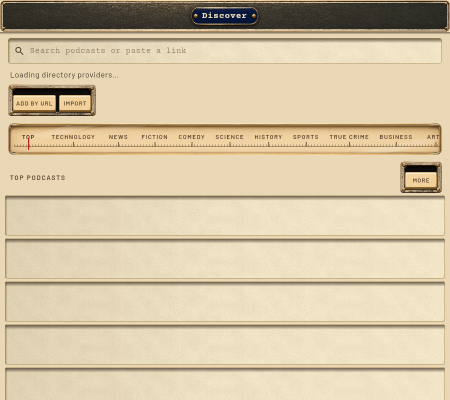 Discover
Search podcasts or paste a link
Loading directory providers...
ADD BY URL IMPORT
TOP TECHNOLOGY NEWS FICTION COMEDY SCIENCE HISTORY SPORTS TRUE CRIME BUSINESS ART
TOP PODCASTS
MORE